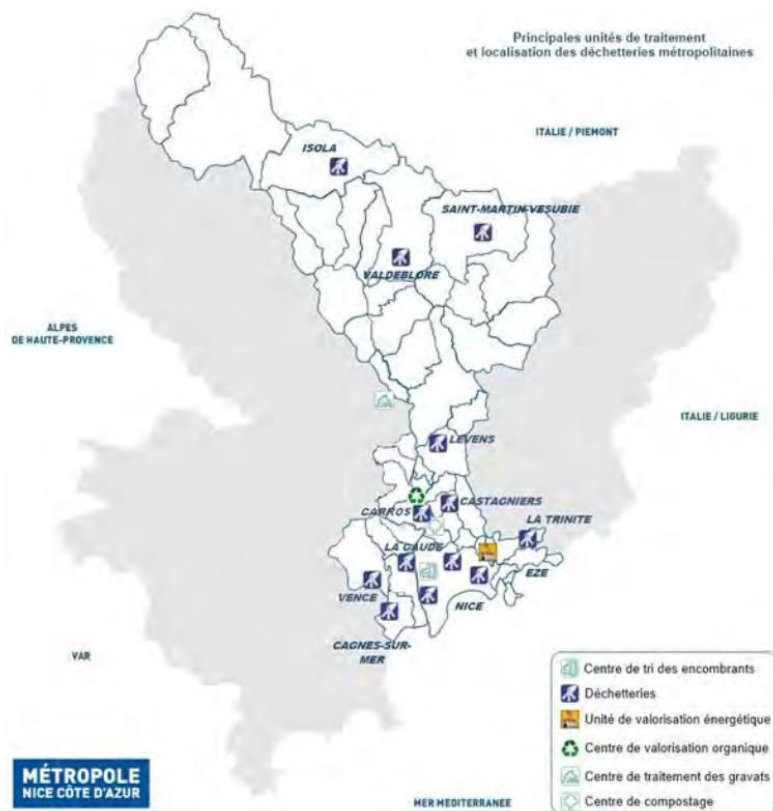 Principales unités de traitement
et localisation des déchetteries métropolitaines
ITALIE / PIEMONT
ISOLA
SAINT-MARTIN-VESUBIE
VALDEBLORE
ALPES
DE HAUTE-PROVENCE
ITALIE / LIGURIE
LEVENS
CASTAGNIERS
CARROS
LA TRINITE
LA GAUDE
EZE
VENCE
NICE
CAGNES-SUR-
MER
VAR
Centre de tri des encombrants
Déchetteries
Unité de valorisation énergétique
Centre de valorisation organique
Centre de traitement des gravats
Centre de compostage
MÉTROPOLE
NICE CÔTE D'AZUR
MER MEDITERRANEE